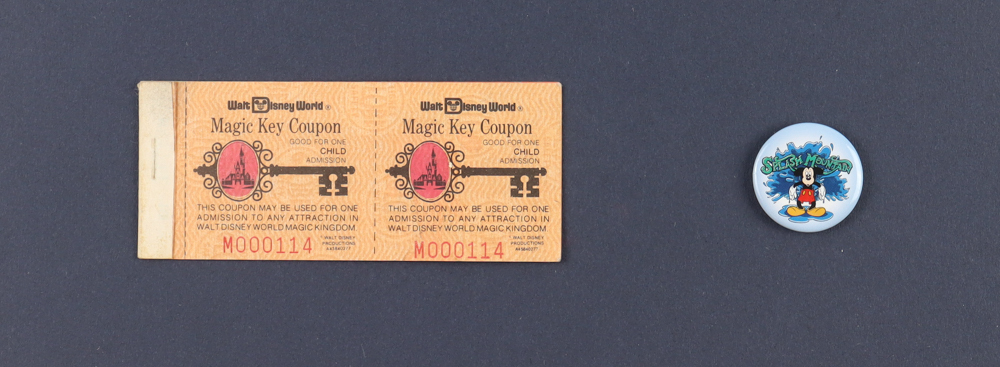 Walt Disney World ®
Magic Key Coupon
GOOD FOR ONE
CHILD
ADMISSION
THIS COUPON MAY BE USED FOR ONE
ADMISSION TO ANY ATTRACTION IN
WALT DISNEY WORLD MAGIC KINGDOM
M000114
WALT DISNEY
PRODUCTIONS
Walt Disney World ®
Magic Key Coupon
GOOD FOR ONE
CHILD
ADMISSION
THIS COUPON MAY BE USED FOR ONE
ADMISSION TO ANY ATTRACTION IN
WALT DISNEY WORLD MAGIC KINGDOM
M000114
WALT DISNEY
PRODUCTIONS
SPLASH MOUNTAIN